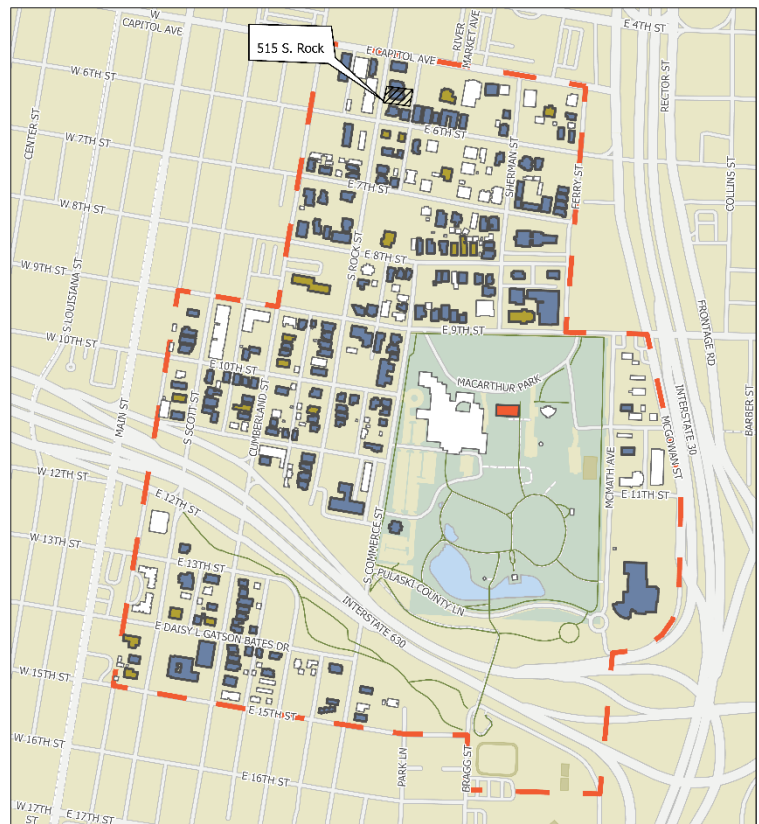 W
CAPITOL AVE
E CAPITOL AVE
RIVER
MARKET AVE
E 4TH ST
515 S. Rock
RECTOR ST
W 6TH ST
E 6TH ST
CENTER ST
W 7TH ST
E 7TH ST
SHERMAN ST
FERRY ST
COLLINS ST
W 8TH ST
E 8TH ST
S ROCK ST
W 9TH ST
E 9TH ST
S LOUISIANA ST
FRONTAGE RD
W 10TH ST
E 10TH ST
MACARTHUR PARK
INTERSTATE 30
MAIN ST
S SCOTT ST
CUMBERLAND ST
MCGOWAN ST
BARBER ST
W 12TH ST
E 12TH ST
MCMATH AVE
E 11TH ST
W 13TH ST
E 13TH ST
S COMMERCE ST
PULASKI COUNTY LN
INTERSTATE 630
E DAISY L GATSON BATES DR
W 15TH ST
E 15TH ST
W 16TH ST
E 16TH ST
PARK LN
BRAGG ST
W 17TH
ST
E 17TH ST